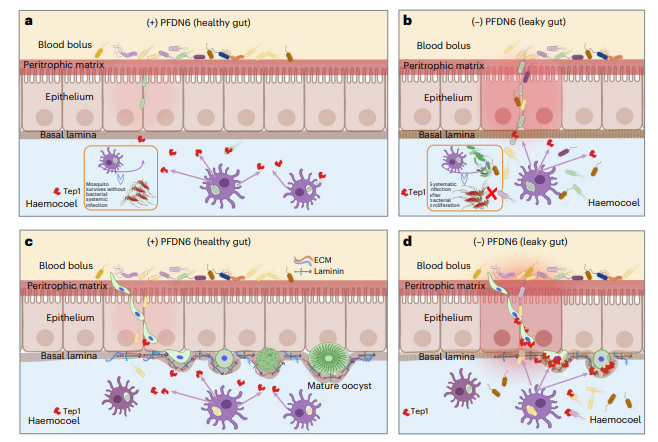 a
(+) PFDN6 (healthy gut)
Blood bolus
Peritrophic matrix
Epithelium
Basal lamina
Tep1
Mosquito
survives without
bacterial
systemic
infection
Haemocoel
b
(−) PFDN6 (leaky gut)
Blood bolus
Peritrophic matrix
Epithelium
Basal lamina
Tep1
Systematic
infection
after
bacterial
proliferation
Haemocoel
c
(+) PFDN6 (healthy gut)
ECM
Laminin
Blood bolus
Peritrophic matrix
Epithelium
Basal lamina
Mature oocyst
Tep1
Haemocoel
d
(−) PFDN6 (leaky gut)
Blood bolus
Peritrophic matrix
Epithelium
Basal lamina
Tep1
Haemocoel